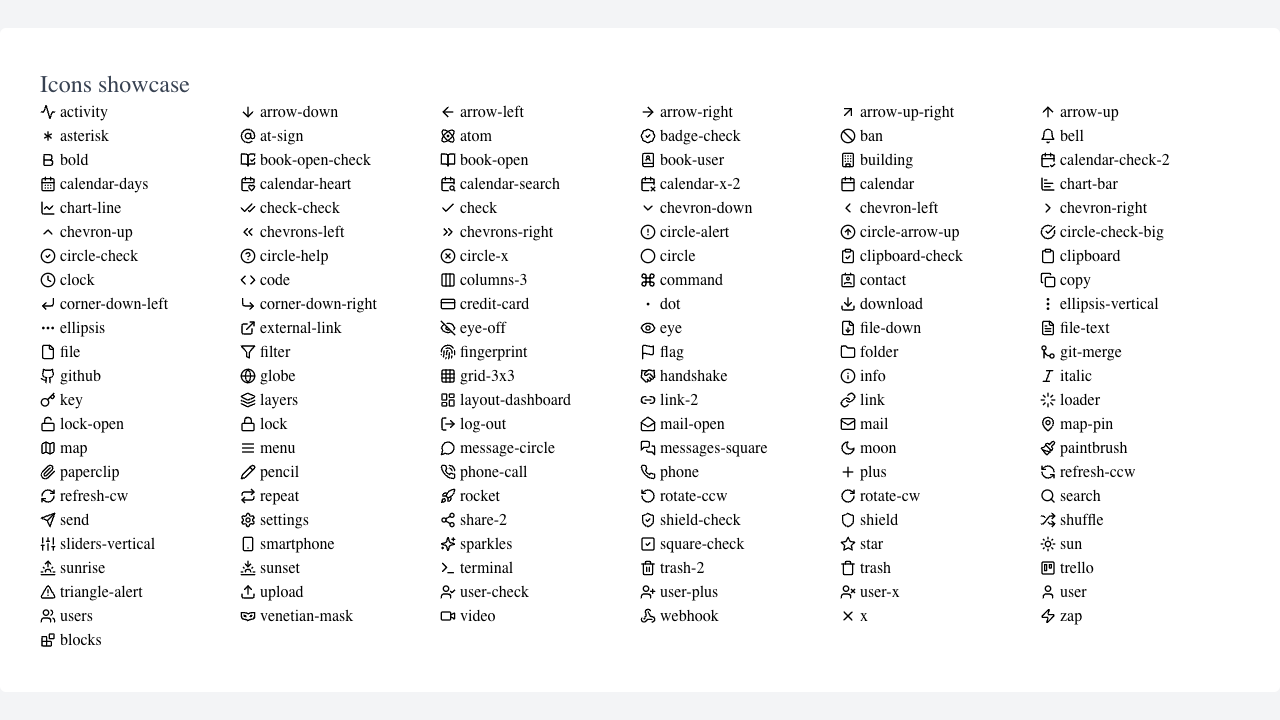 Icons showcase
activity arrow-down arrow-left arrow-right arrow-up-right arrow-up
asterisk at-sign atom badge-check ban bell
bold book-open-check book-open book-user building calendar-check-2
calendar-days calendar-heart calendar-search calendar-x-2 calendar chart-bar
chart-line check-check check chevron-down chevron-left chevron-right
chevron-up chevrons-left chevrons-right circle-alert circle-arrow-up circle-check-big
circle-check circle-help circle-x circle clipboard-check clipboard
clock code columns-3 command contact copy
corner-down-left corner-down-right credit-card dot download ellipsis-vertical
ellipsis external-link eye-off eye file-down file-text
file filter fingerprint flag folder git-merge
github globe grid-3x3 handshake info italic
key layers layout-dashboard link-2 link loader
lock-open lock log-out mail-open mail map-pin
map menu message-circle messages-square moon paintbrush
paperclip pencil phone-call phone plus refresh-ccw
refresh-cw repeat rocket rotate-ccw rotate-cw search
send settings share-2 shield-check shield shuffle
sliders-vertical smartphone sparkles square-check star sun
sunrise sunset terminal trash-2 trash trello
triangle-alert upload user-check user-plus user-x user
users venetian-mask video webhook x zap
blocks